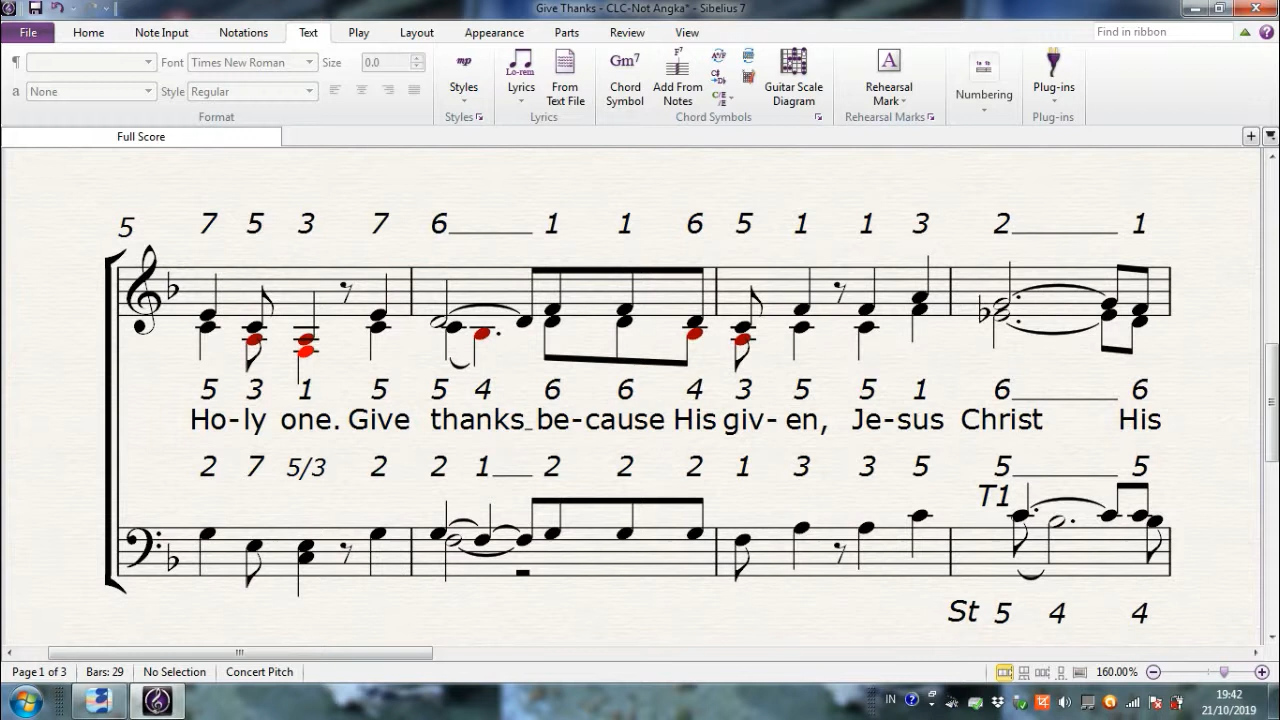 Give Thanks - CLC-Not Angka* - Sibelius 7
File Home Note Input Notations Text Play Layout Appearance Parts Review View Find in ribbon
Font Times New Roman Size 0.0
a None Style Regular
Format
mp Styles
Styles
Lo-rem Lyrics
From Text File
Lyrics
Gm7 Chord Symbol
F7 Add From Notes
Guitar Scale Diagram
Chord Symbols
A Rehearsal Mark
Rehearsal Marks
Numbering
Plug-ins
Plug-ins
Full Score
5 7 5 3 7 6 1 1 6 5 1 1 3 2 1
5 3 1 5 5 4 6 6 4 3 5 5 1 6 6
Ho-ly one. Give thanks_be-cause His giv- en, Je-sus Christ His
2 7 5/3 2 2 1 2 2 2 1 3 3 5 5 5
T1
St 5 4 4
Page 1 of 3 Bars: 29 No Selection Concert Pitch 160.00%
IN 19:42
21/10/2019